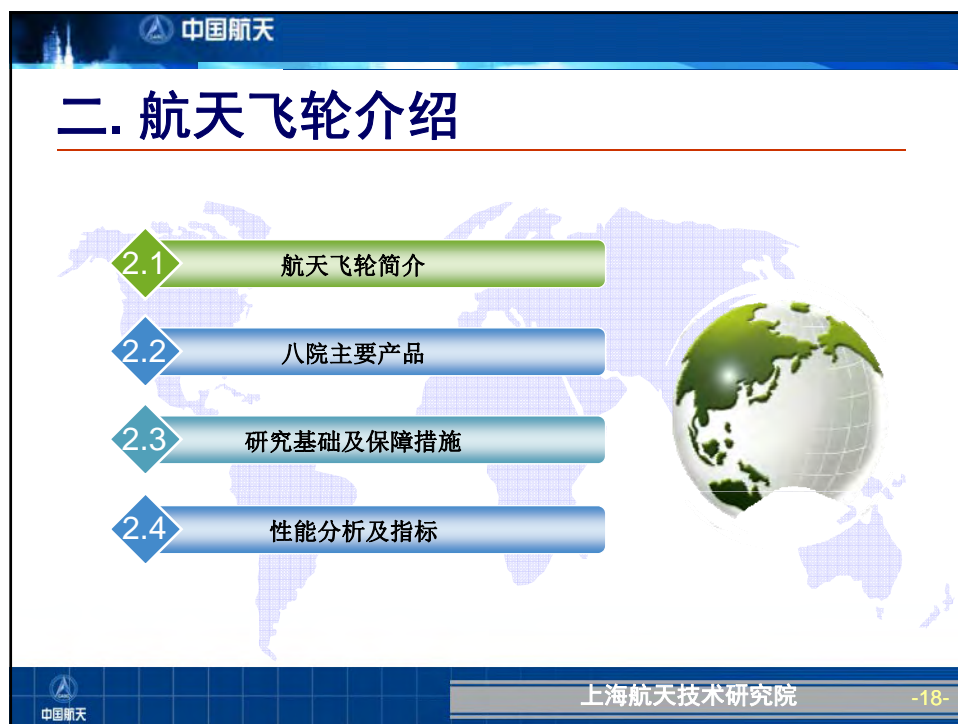 中国航天
二. 航天飞轮介绍
2.1 航天飞轮简介
2.2 八院主要产品
2.3 研究基础及保障措施
2.4 性能分析及指标
中国航天
上海航天技术研究院
-18-